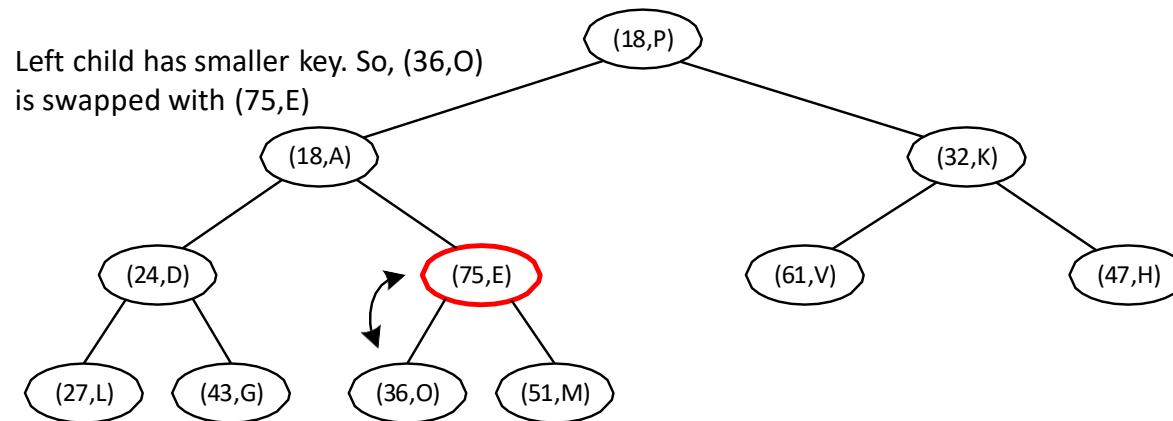 (18,P)
Left child has smaller key. So, (36,O)
is swapped with (75,E)
(18,A)
(32,K)
(24,D)
(75,E)
(61,V)
(47,H)
(27,L)
(43,G)
(36,O)
(51,M)